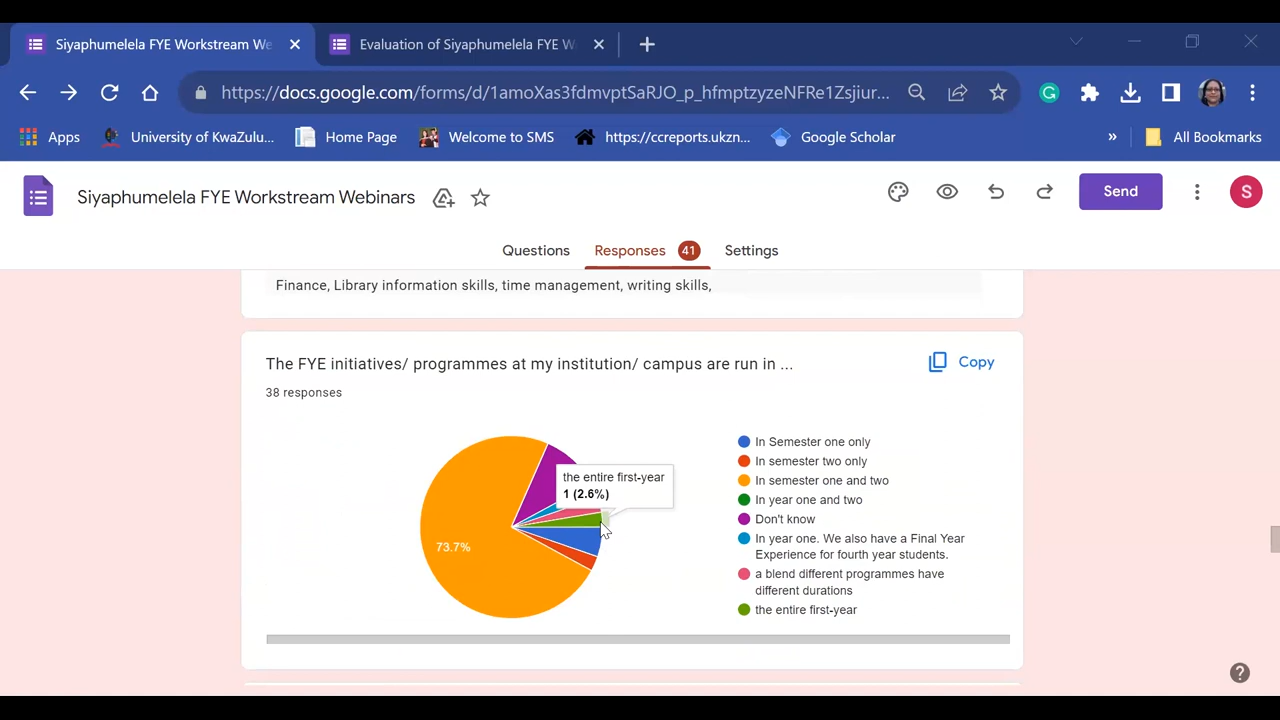 Siyaphumelela FYE Workstream We
Evaluation of Siyaphumelela FYE W
https://docs.google.com/forms/d/1amoXas3fdmvptSaRJO_p_hfmptzyzeNFRe1Zsjiur...
Apps
University of KwaZulu...
Home Page
Welcome to SMS
https://ccreports.ukzn...
Google Scholar
»
All Bookmarks
Siyaphumelela FYE Workstream Webinars
Send
S
Questions
Responses 41
Settings
Finance, Library information skills, time management, writing skills,
The FYE initiatives/ programmes at my institution/ campus are run in ...
Copy
38 responses
the entire first-year
1 (2.6%)
73.7%
In Semester one only
In semester two only
In semester one and two
In year one and two
Don't know
In year one. We also have a Final Year
Experience for fourth year students.
a blend different programmes have
different durations
the entire first-year